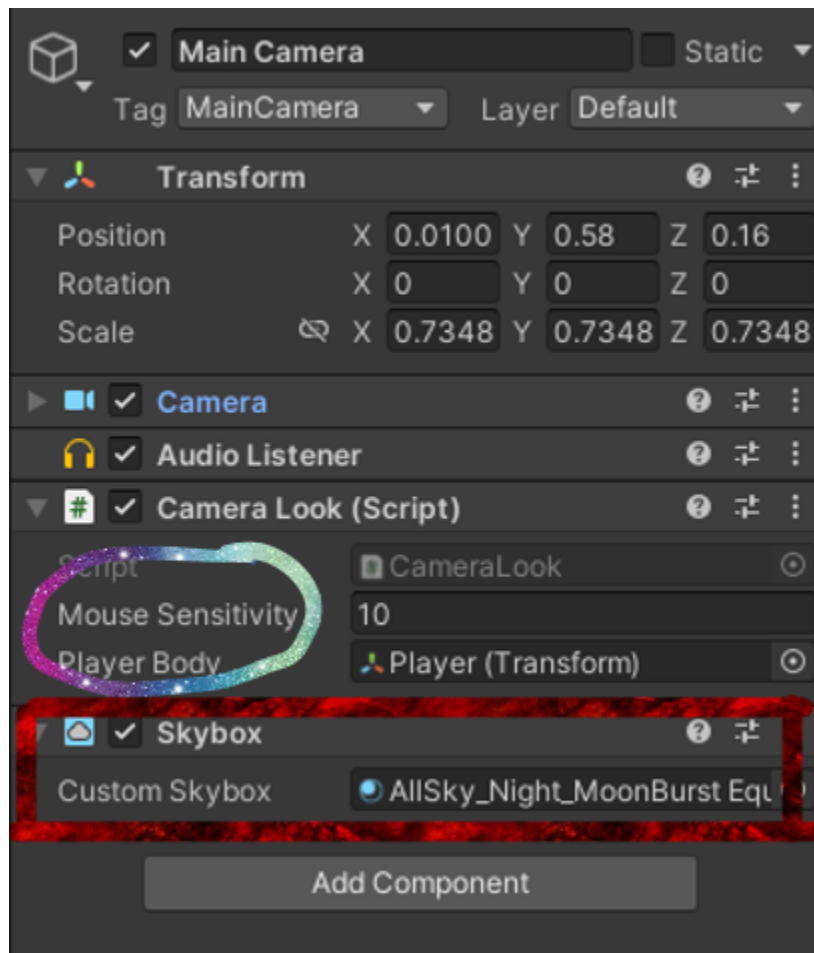 Main Camera Static
Tag MainCamera Layer Default
Transform
Position X 0.0100 Y 0.58 Z 0.16
Rotation X 0 Y 0 Z 0
Scale X 0.7348 Y 0.7348 Z 0.7348
Camera
Audio Listener
# Camera Look (Script)
Script # CameraLook
Mouse Sensitivity 10
Player Body Player (Transform)
Skybox
Custom Skybox AllSky_Night_MoonBurst Equ
Add Component